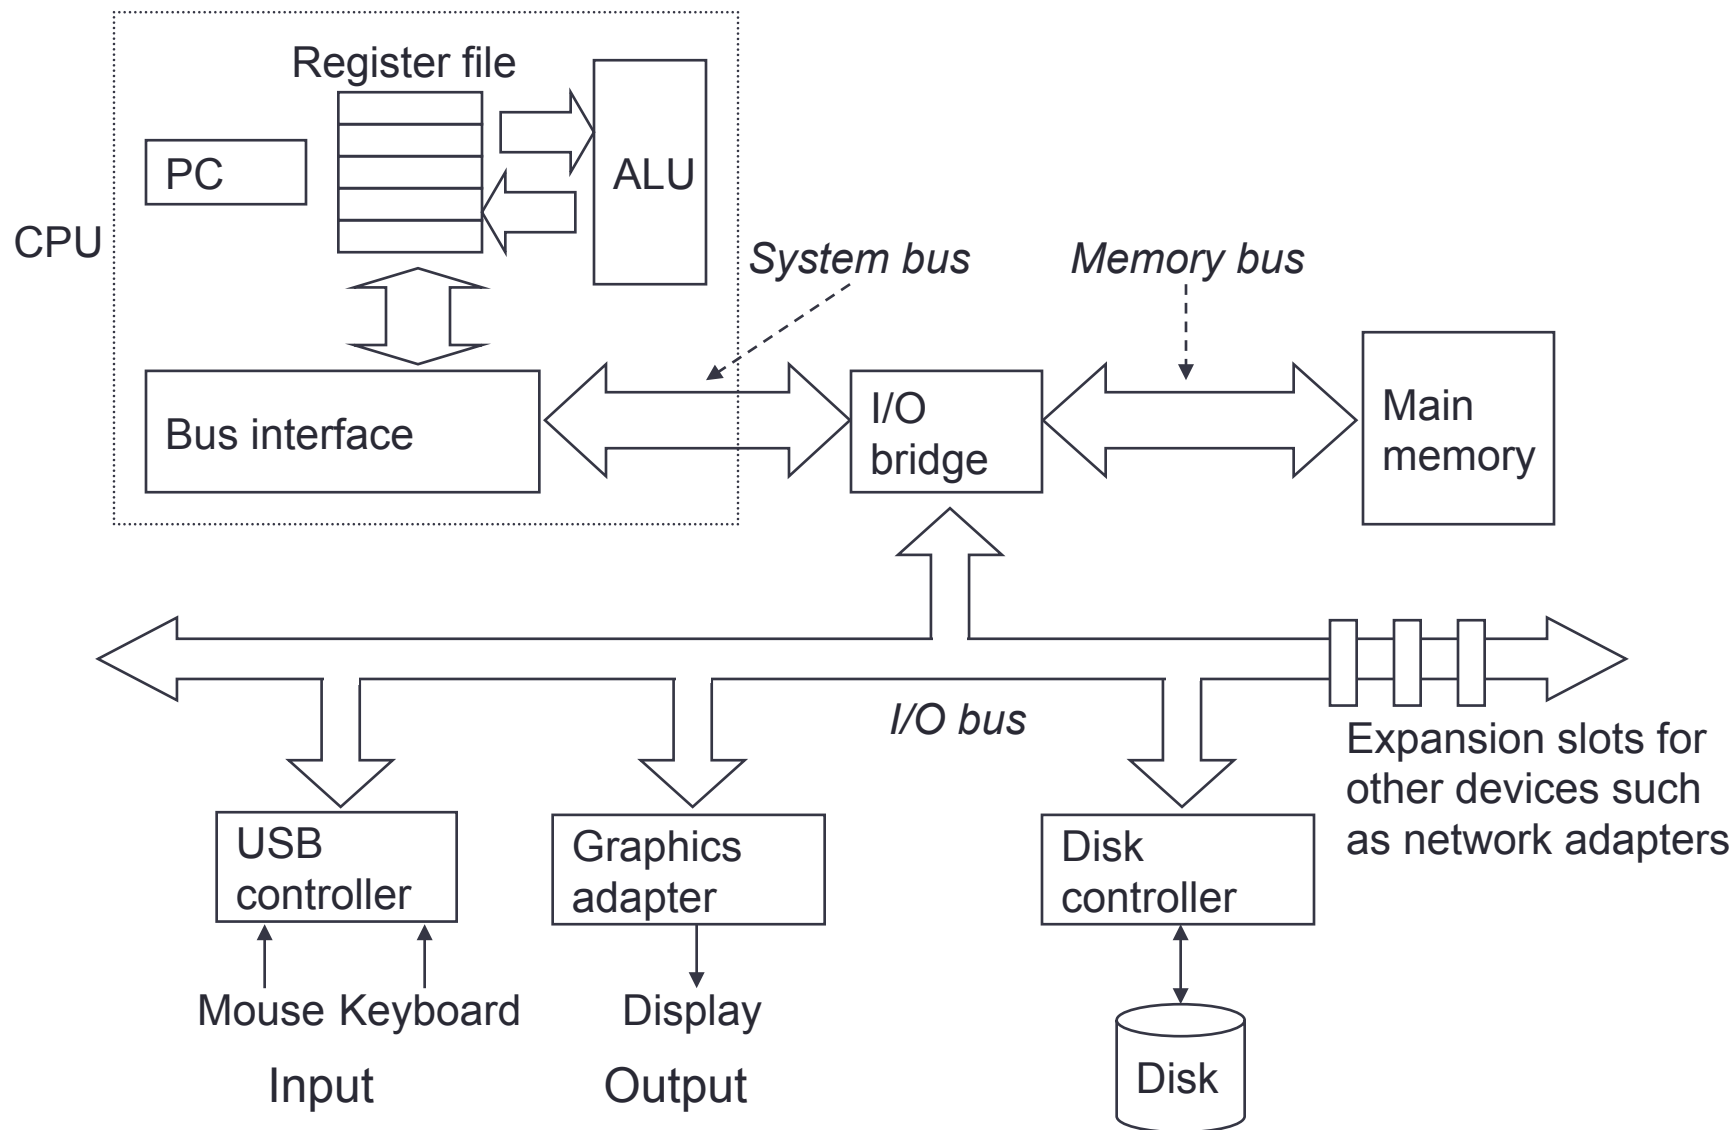 Register file
PC
ALU
CPU
System bus
Memory bus
Bus interface
I/O
bridge
Main
memory
I/O bus
Expansion slots for
other devices such
as network adapters
USB
controller
Graphics
adapter
Disk
controller
Mouse Keyboard
Display
Input
Output
Disk